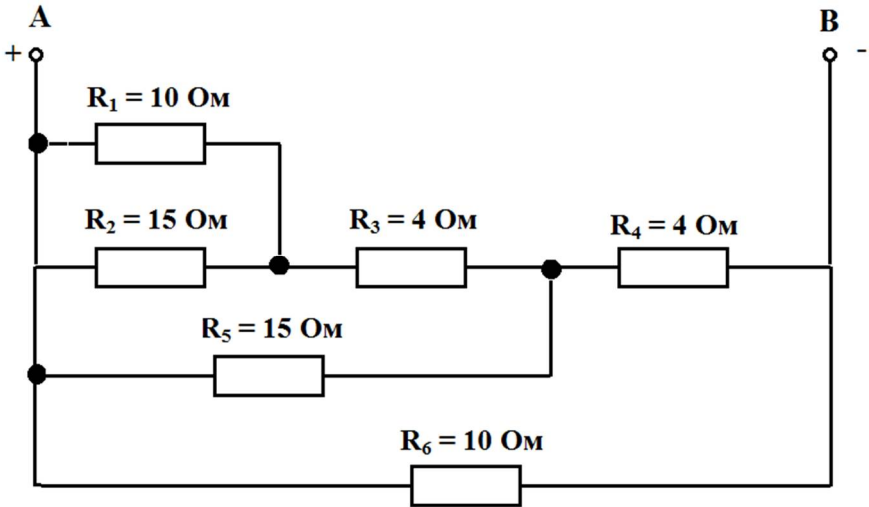 A
B
+
-
R₁ = 10 Ом
R₂ = 15 Ом
R₃ = 4 Ом
R₄ = 4 Ом
R₅ = 15 Ом
R₆ = 10 Ом